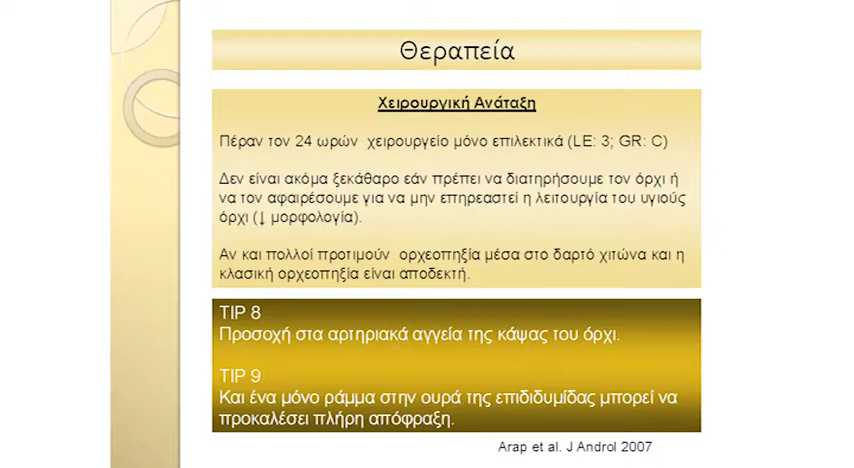 Θεραπεία
Χειρουργική Ανάταξη
Πέραν τον 24 ωρών χειρουργείο μόνο επιλεκτικά (LE: 3; GR: C)
Δεν είναι ακόμα ξεκάθαρο εάν πρέπει να διατηρήσουμε τον όρχι ή
να τον αφαιρέσουμε για να μην επηρεαστεί η λειτουργία του υγιούς
όρχι (↓ μορφολογία).
Αν και πολλοί προτιμούν ορχεοπηξία μέσα στο δαρτό χιτώνα και η
κλασική ορχεοπηξία είναι αποδεκτή.
TIP 8
Προσοχή στα αρτηριακά αγγεία της κάψας του όρχι.
TIP 9
Και ένα μόνο ράμμα στην ουρά της επιδιδυμίδας μπορεί να
προκαλέσει πλήρη απόφραξη.
Arap et al. J Androl 2007